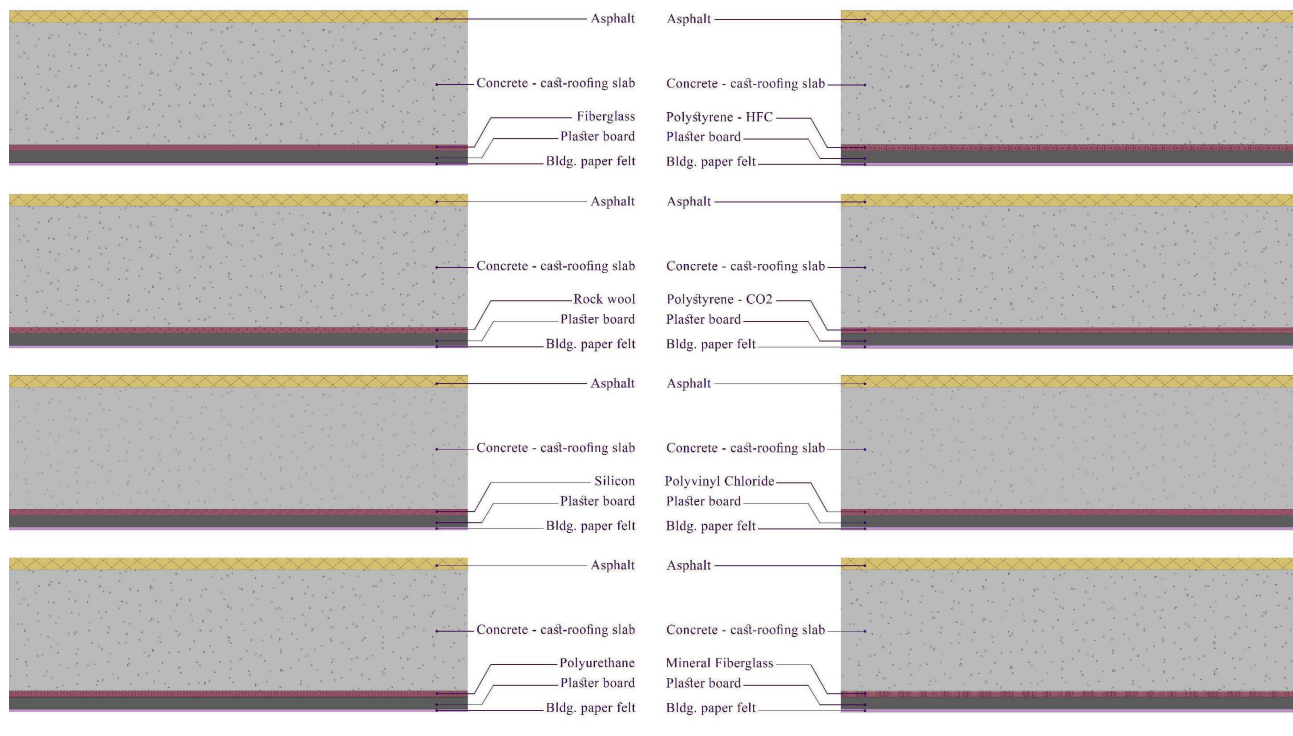 Asphalt
Concrete - cast-roofing slab
Fiberglass
Plaster board
Bldg. paper felt
Asphalt
Concrete - cast-roofing slab
Polystyrene - HFC
Plaster board
Bldg. paper felt
Asphalt
Concrete - cast-roofing slab
Rock wool
Plaster board
Bldg. paper felt
Asphalt
Concrete - cast-roofing slab
Polystyrene - CO2
Plaster board
Bldg. paper felt
Asphalt
Concrete - cast-roofing slab
Silicon
Plaster board
Bldg. paper felt
Asphalt
Concrete - cast-roofing slab
Polyvinyl Chloride
Plaster board
Bldg. paper felt
Asphalt
Concrete - cast-roofing slab
Polyurethane
Plaster board
Bldg. paper felt
Asphalt
Concrete - cast-roofing slab
Mineral Fiberglass
Plaster board
Bldg. paper felt